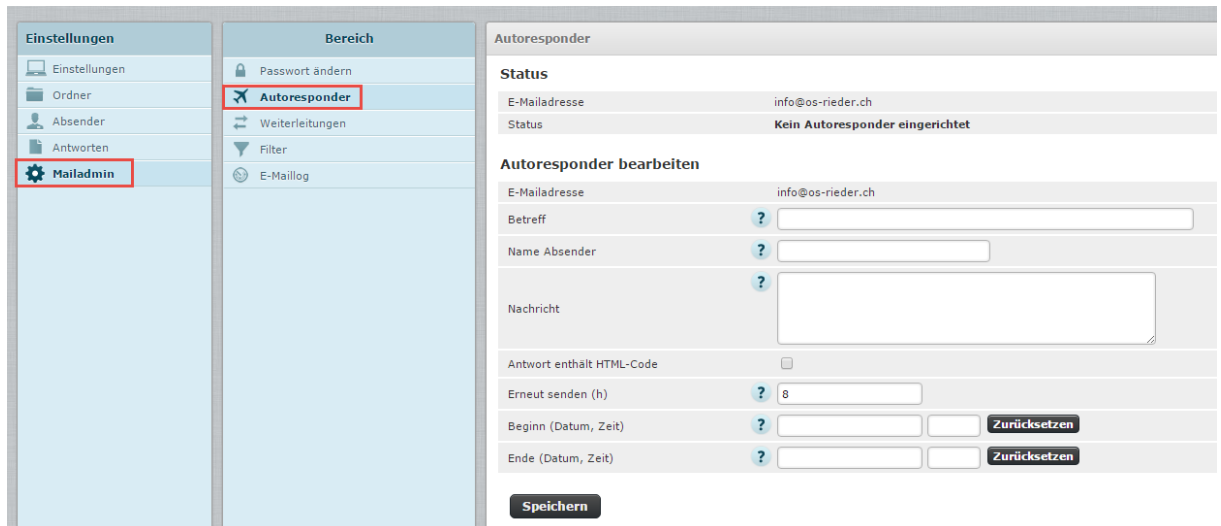 Einstellungen
Einstellungen
Ordner
Absender
Antworten
Mailadmin
Bereich
Passwort ändern
Autoresponder
Weiterleitungen
Filter
E-Maillog
Autoresponder
Status
E-Mailadresse info@os-rieder.ch
Status Kein Autoresponder eingerichtet
Autoresponder bearbeiten
E-Mailadresse info@os-rieder.ch
Betreff ?
Name Absender ?
Nachricht ?
Antwort enthält HTML-Code
Erneut senden (h) ? 8
Beginn (Datum, Zeit) ? Zurücksetzen
Ende (Datum, Zeit) ? Zurücksetzen
Speichern